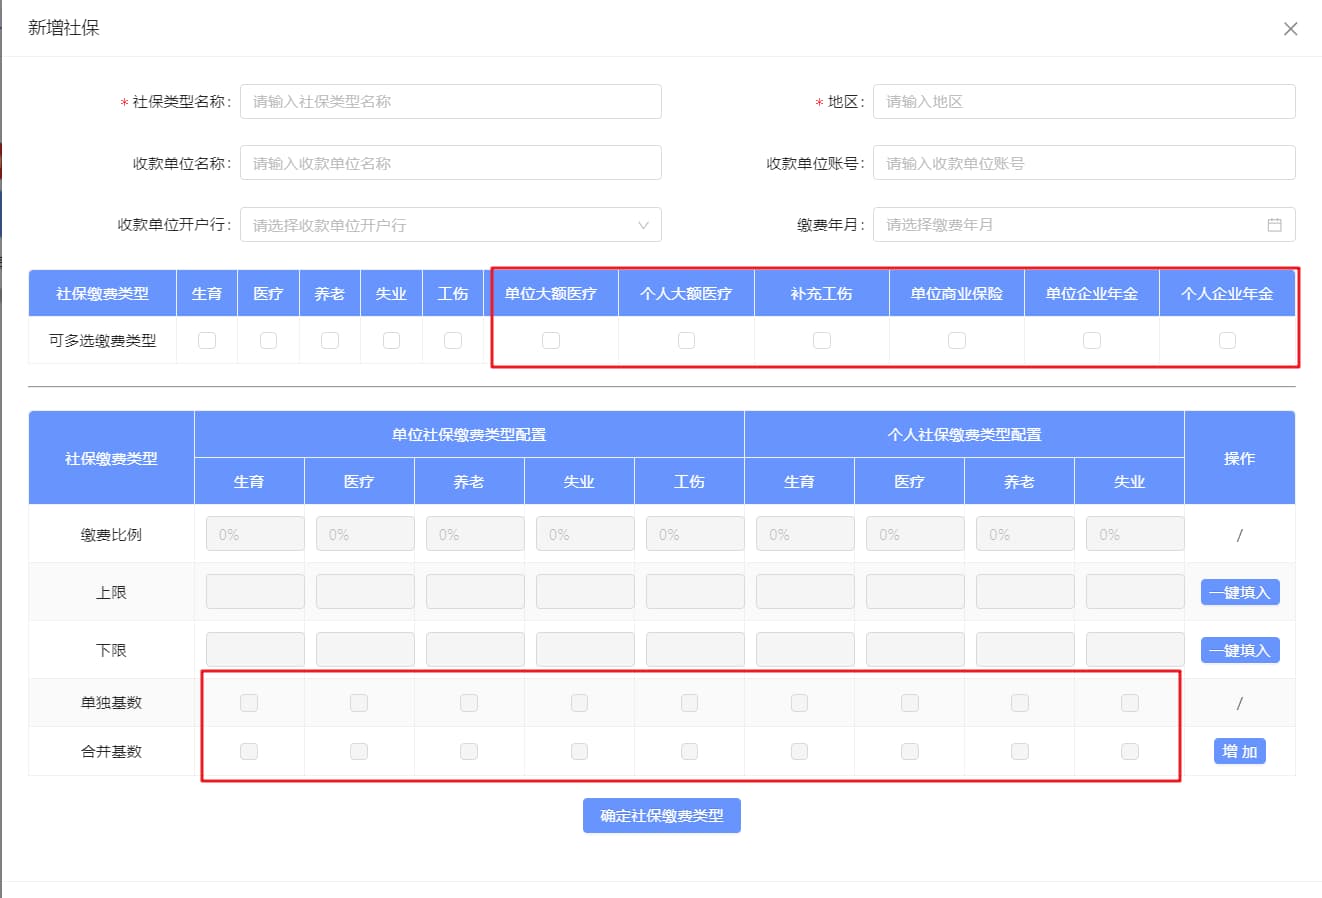 新增社保
* 社保类型名称: 请输入社保类型名称 * 地区: 请输入地区
收款单位名称: 请输入收款单位名称 收款单位账号: 请输入收款单位账号
收款单位开户行: 请选择收款单位开户行 缴费年月: 请选择缴费年月
社保缴费类型 生育 医疗 养老 失业 工伤 单位大额医疗 个人大额医疗 补充工伤 单位商业保险 单位企业年金 个人企业年金
可多选缴费类型
社保缴费类型 单位社保缴费类型配置 个人社保缴费类型配置 操作
生育 医疗 养老 失业 工伤 生育 医疗 养老 失业
缴费比例 0% 0% 0% 0% 0% 0% 0% 0% 0% /
上限 一键填入
下限 一键填入
单独基数 /
合并基数 增 加
确定社保缴费类型